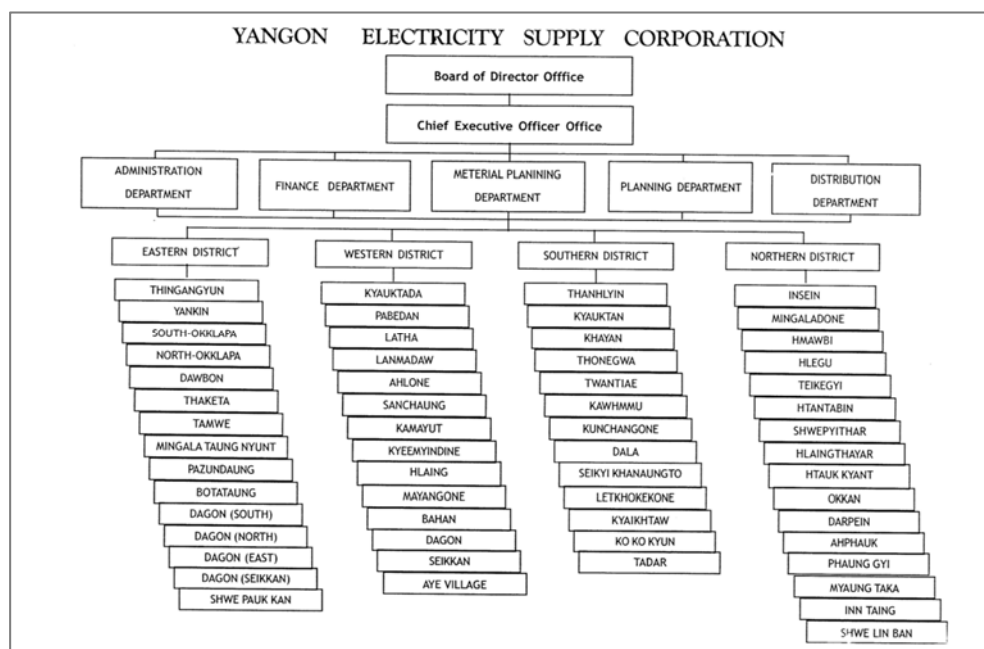 YANGON ELECTRICITY SUPPLY CORPORATION
Board of Director Offfice
Chief Executive Officer Office
ADMINISTRATION
DEPARTMENT
FINANCE DEPARTMENT
METERIAL PLANINING
DEPARTMENT
PLANNING DEPARTMENT
DISTRIBUTION
DEPARTMENT
EASTERN DISTRICT
THINGANGYUN
YANKIN
SOUTH-OKKLAPA
NORTH-OKKLAPA
DAWBON
THAKETA
TAMWE
MINGALA TAUNG NYUNT
PAZUNDAUNG
BOTATAUNG
DAGON (SOUTH)
DAGON (NORTH)
DAGON (EAST)
DAGON (SEIKKAN)
SHWE PAUK KAN
WESTERN DISTRICT
KYAUKTADA
PABEDAN
LATHA
LANMADAW
AHLONE
SANCHAUNG
KAMAYUT
KYEEMYINDINE
HLAING
MAYANGONE
BAHAN
DAGON
SEIKKAN
AYE VILLAGE
SOUTHERN DISTRICT
THANHLYIN
KYAUKTAN
KHAYAN
THONEGWA
TWANTIAE
KAWHMMU
KUNCHANGONE
DALA
SEIKYI KHANAUNGTO
LETKHOKEKONE
KYAIKHTAW
KO KO KYUN
TADAR
NORTHERN DISTRICT
INSEIN
MINGALADONE
HMAWBI
HLEGU
TEIKEGYI
HTANTABIN
SHWEPYITHAR
HLAINGTHAYAR
HTAUK KYANT
OKKAN
DARPEIN
AHPHAUK
PHAUNG GYI
MYAUNG TAKA
INN TAING
SHWE LIN BAN